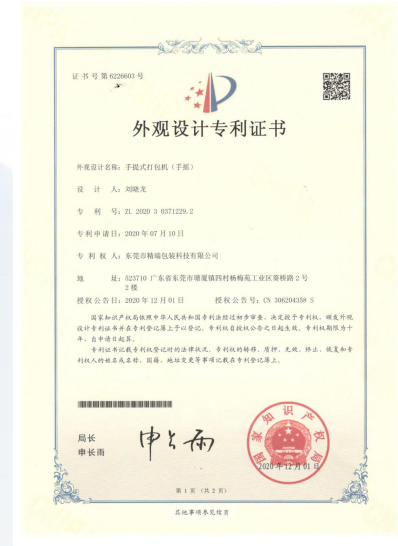 证书号第6226603号
外观设计专利证书
外观设计名称：手提式打包机（手摇）
设 计 人：刘晓龙
专 利 号：ZL 2020 3 0371229.2
专利申请日：2020年07月10日
专 利 权 人：东莞市精瑞包装科技有限公司
地 址：523710 广东省东莞市塘厦镇四村杨梅苑工业区葵桥路2号
2楼
授权公告日：2020年12月01日 授权公告号：CN 306204358 S
国家知识产权局依照中华人民共和国专利法经过初步审查，决定授予专利权，颁发外观
设计专利证书并在专利登记簿上予以登记。专利权自授权公告之日起生效。专利权期限为十
年，自申请日起算。
专利证书记载专利权登记时的法律状况。专利权的转移、质押、无效、终止、恢复和专
利权人的姓名或名称、国籍、地址变更等事项记载在专利登记簿上。
局长
申长雨
申长雨
国家知识产权局
2020年12月01日
第 1 页 （共 2 页）
其他事项参见续页